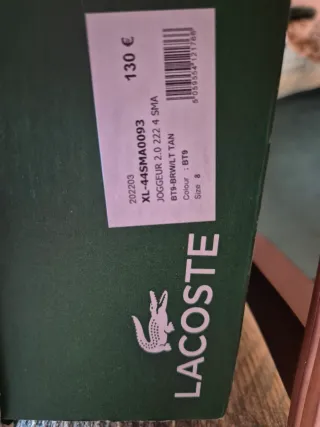 202203
XL-44SMA0093
JOGGEUR 2.0 222 4 SMA
BT9-BRW/LT TAN
Colour : BT9
Size 8
130 €
LACOSTE